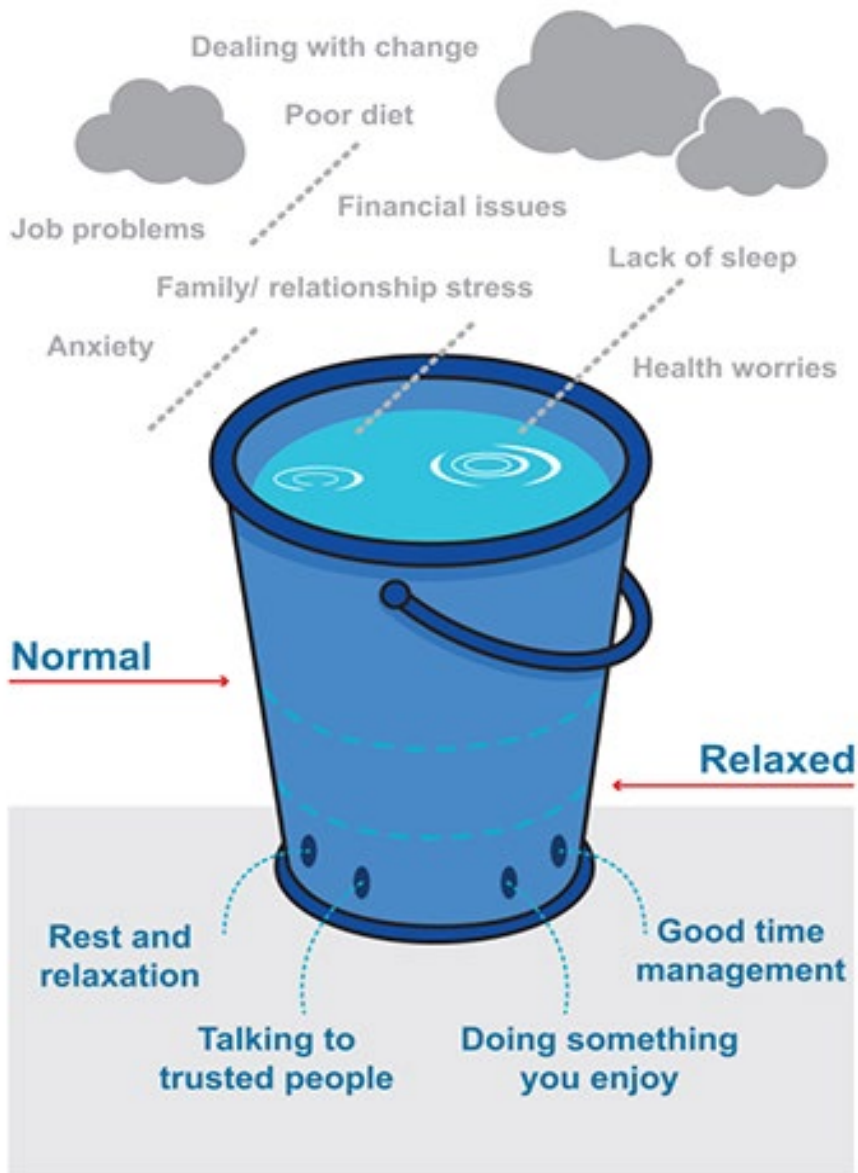 Dealing with change
Poor diet
Financial issues
Job problems
Lack of sleep
Family/ relationship stress
Anxiety
Health worries
Normal
Relaxed
Rest and
relaxation
Good time
management
Talking to
trusted people
Doing something
you enjoy